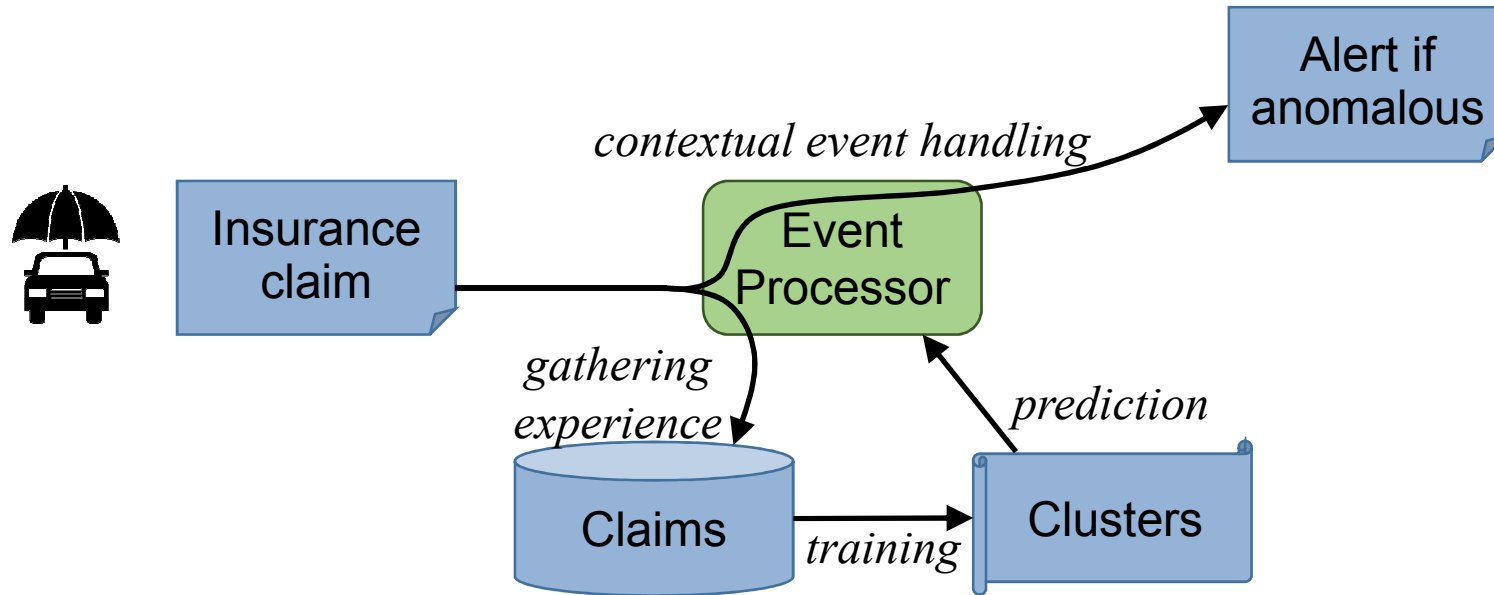 Alert if
anomalous
contextual event handling
Insurance
claim
Event
Processor
gathering
experience
prediction
Claims
training
Clusters